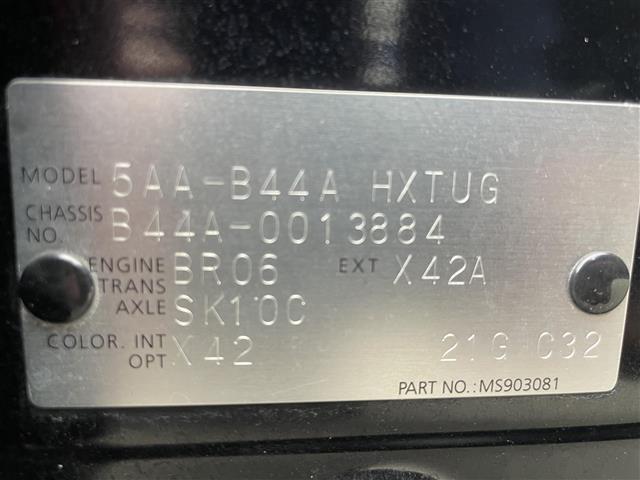 MODEL 5AA-B44A HXTUG
CHASSIS NO. B44A-0013884
ENGINE BR06 EXT X42A
TRANS AXLE SK10C
COLOR. INT X42 21G C32
OPT
PART NO.: MS903081